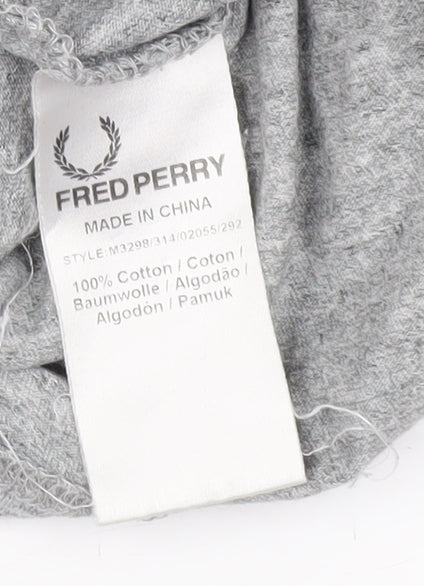 FRED PERRY
MADE IN CHINA
STYLE: M3298/314/02055/292
100% Cotton / Coton /
Baumwolle / Algodão /
Algodón / Pamuk